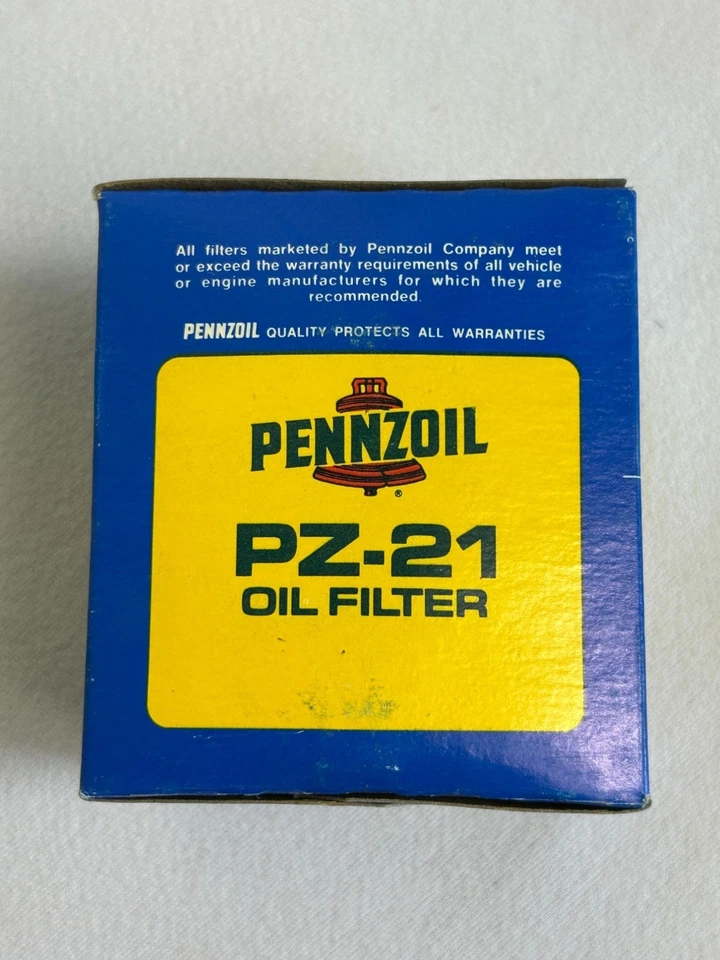 All filters marketed by Pennzoil Company meet
or exceed the warranty requirements of all vehicle
or engine manufacturers for which they are
recommended.
PENNZOIL QUALITY PROTECTS ALL WARRANTIES
PENNZOIL
®
PZ-21
OIL FILTER